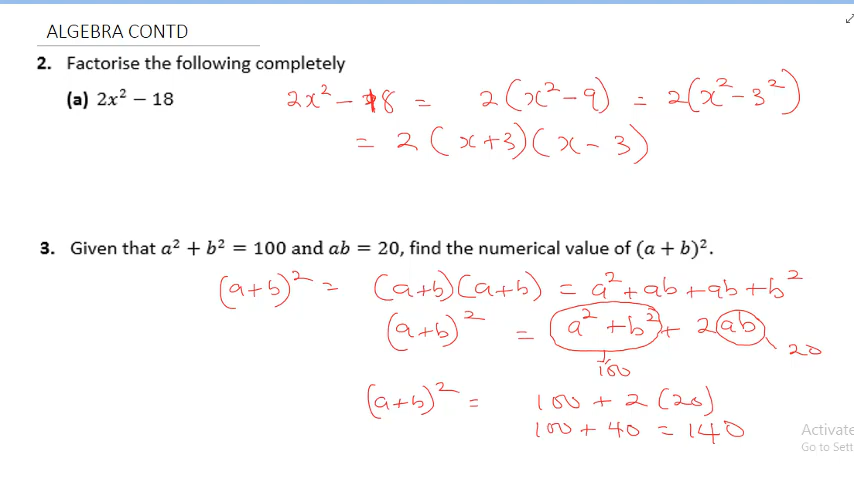 ALGEBRA CONTD
2. Factorise the following completely
(a) 2x² − 18
2x² − 18 = 2(x² − 9) = 2(x² − 3²)
= 2(x+3)(x−3)
3. Given that a² + b² = 100 and ab = 20, find the numerical value of (a + b)².
(a+b)² = (a+b)(a+b) = a² + ab + ab + b²
(a+b)² = a² + b² + 2ab
20
100
(a+b)² = 100 + 2(20)
100 + 40 = 140
Activate
Go to Sett